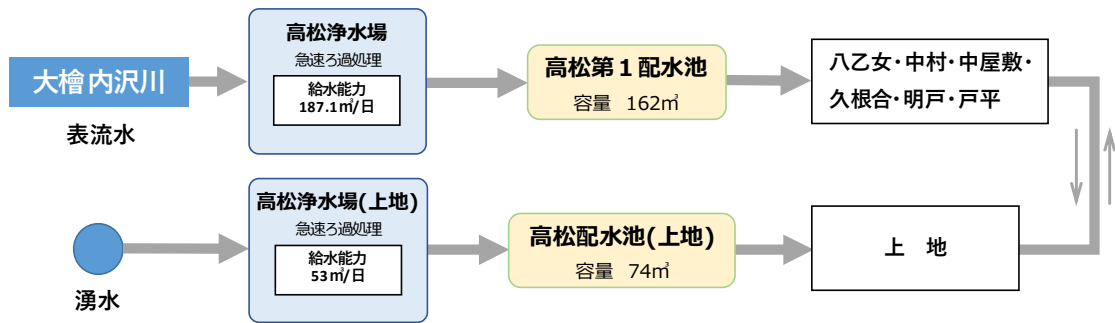 大檜内沢川
表流水
高松浄水場
急速ろ過処理
給水能力
187.1㎥/日
高松第１配水池
容量 162㎥
八乙女・中村・中屋敷・
久根合・明戸・戸平
湧水
高松浄水場(上地)
急速ろ過処理
給水能力
53㎥/日
高松配水池(上地)
容量 74㎥
上 地